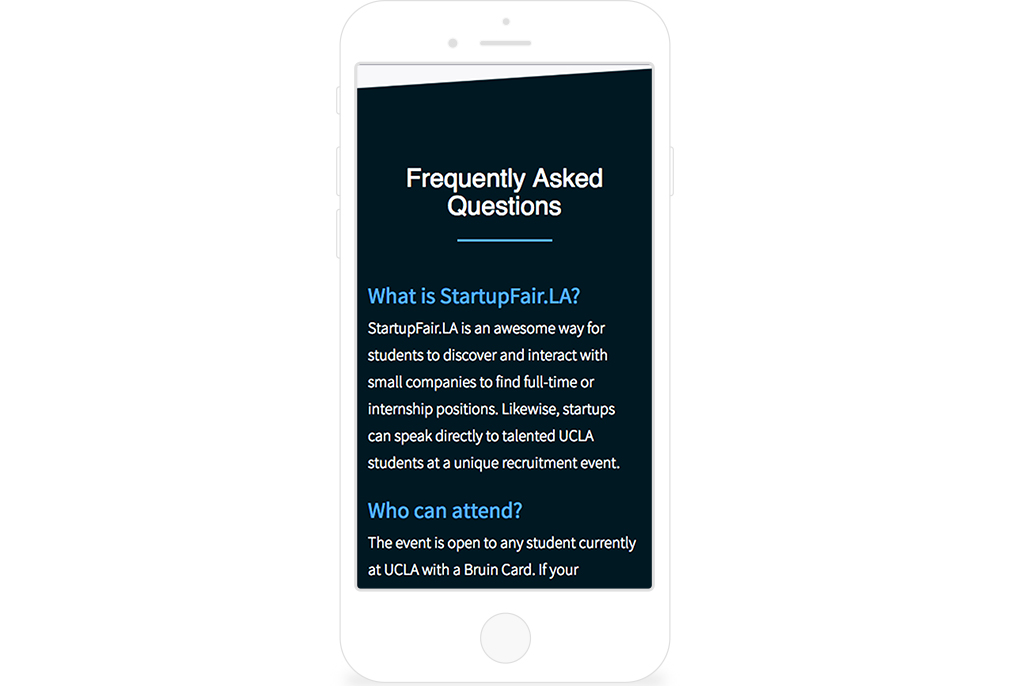 Frequently Asked
Questions
What is StartupFair.LA?
StartupFair.LA is an awesome way for
students to discover and interact with
small companies to find full-time or
internship positions. Likewise, startups
can speak directly to talented UCLA
students at a unique recruitment event.
Who can attend?
The event is open to any student currently
at UCLA with a Bruin Card. If your